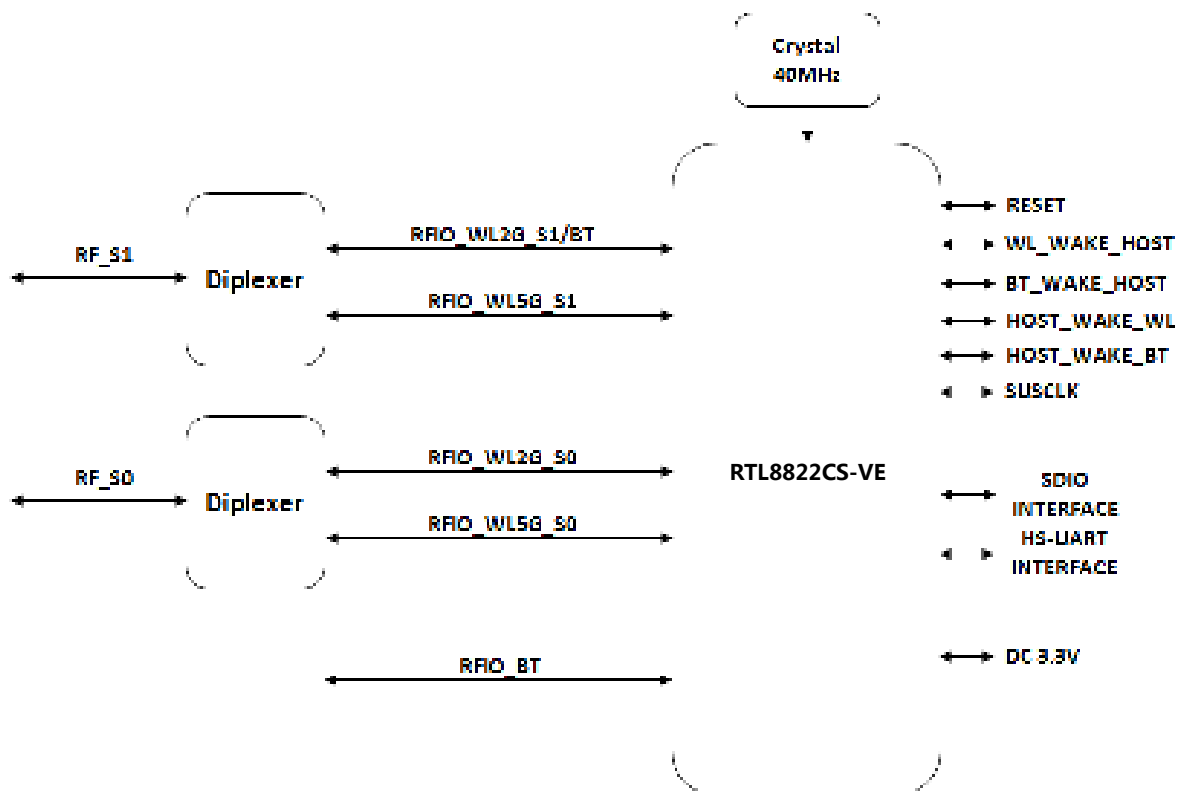 Crystal
40MHz
RESET
RFIO_WL2G_S1/BT
WL_WAKE_HOST
RF_S1
Diplexer
BT_WAKE_HOST
RFIO_WL5G_S1
HOST_WAKE_WL
HOST_WAKE_BT
SUSCLK
RFIO_WL2G_S0
RF_S0
Diplexer
RTL8822CS-VE
SDIO
INTERFACE
RFIO_WL5G_S0
HS-UART
INTERFACE
RFIO_BT
DC 3.3V